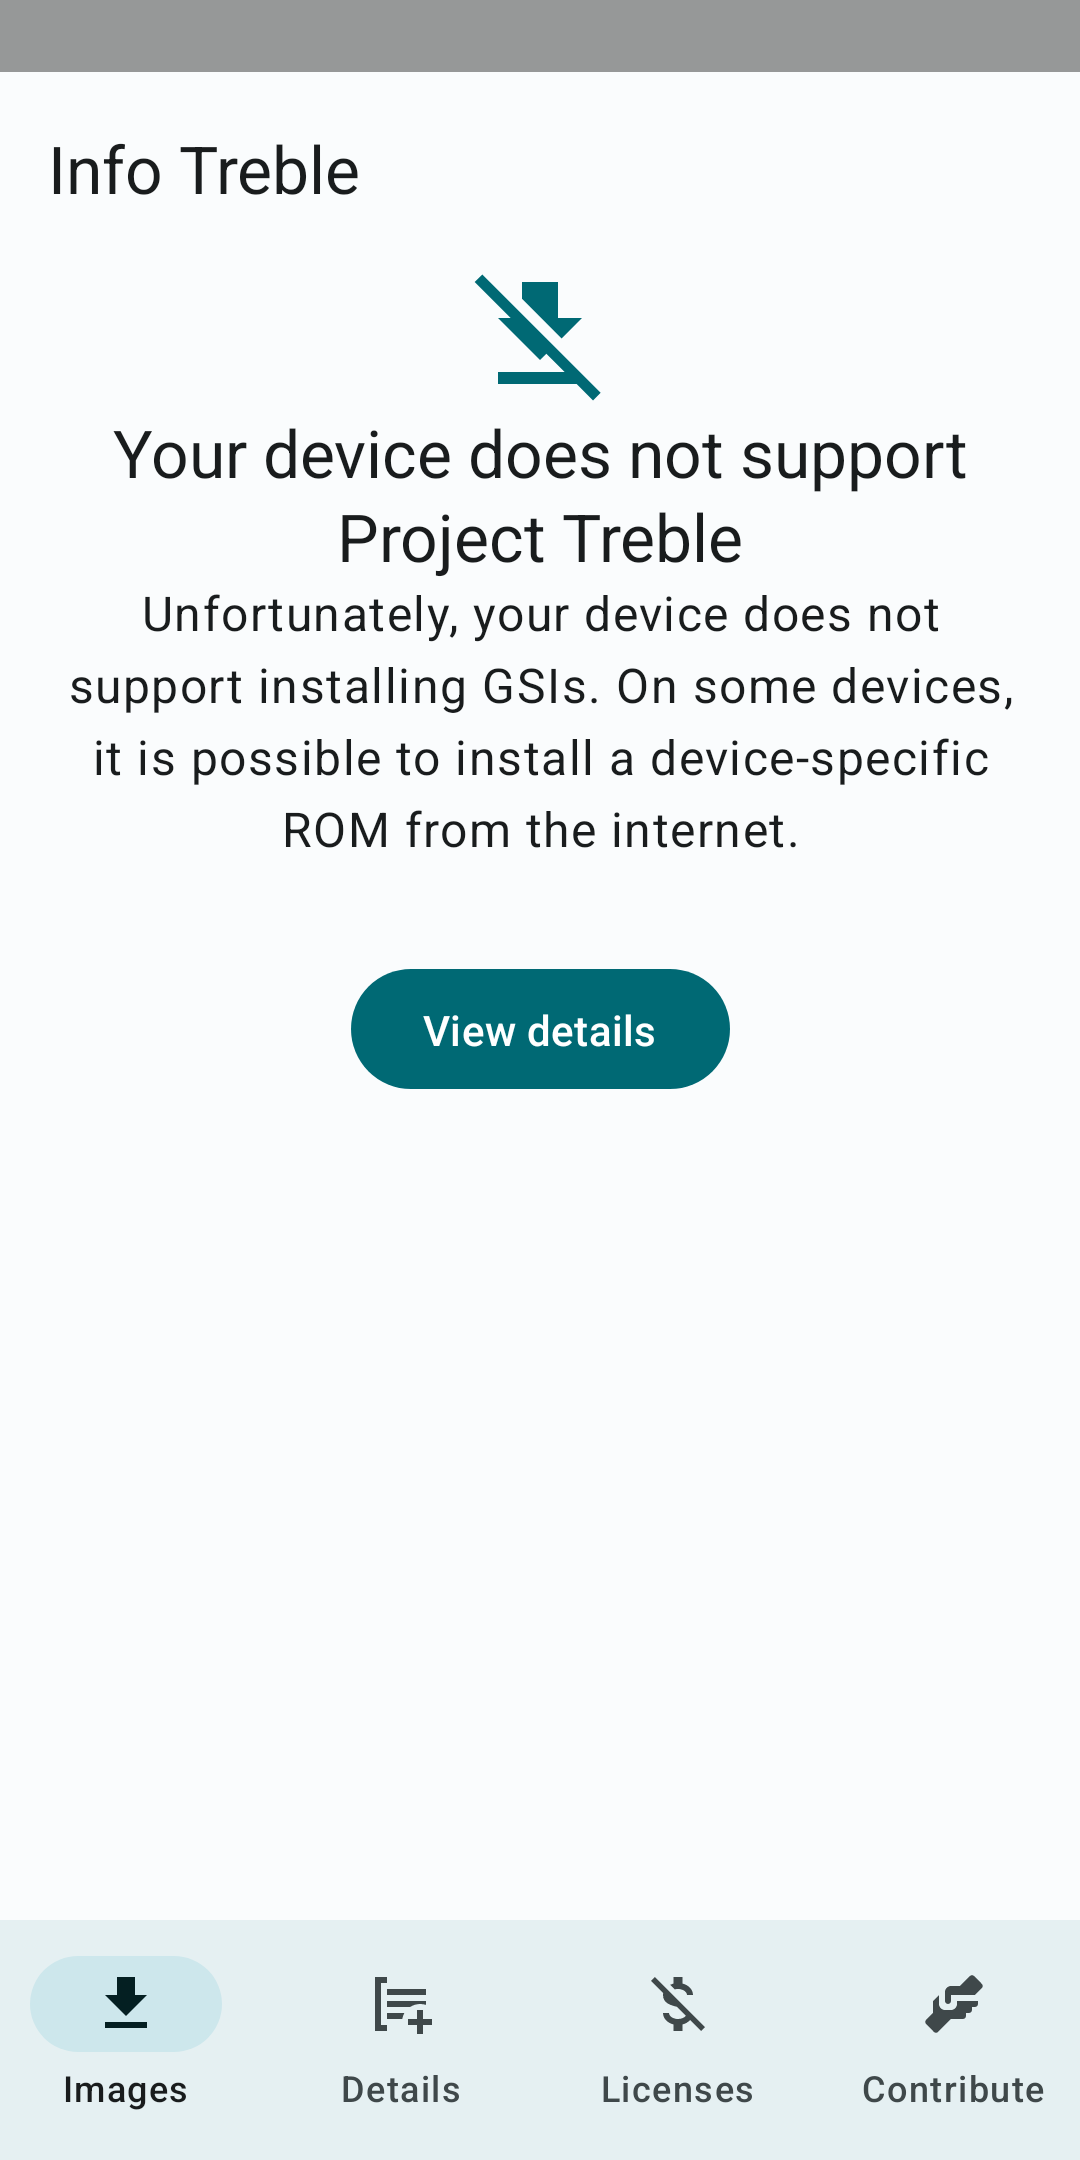 Info Treble
Your device does not support
Project Treble
Unfortunately, your device does not
support installing GSIs. On some devices,
it is possible to install a device-specific
ROM from the internet.
View details
Images
Details
Licenses
Contribute